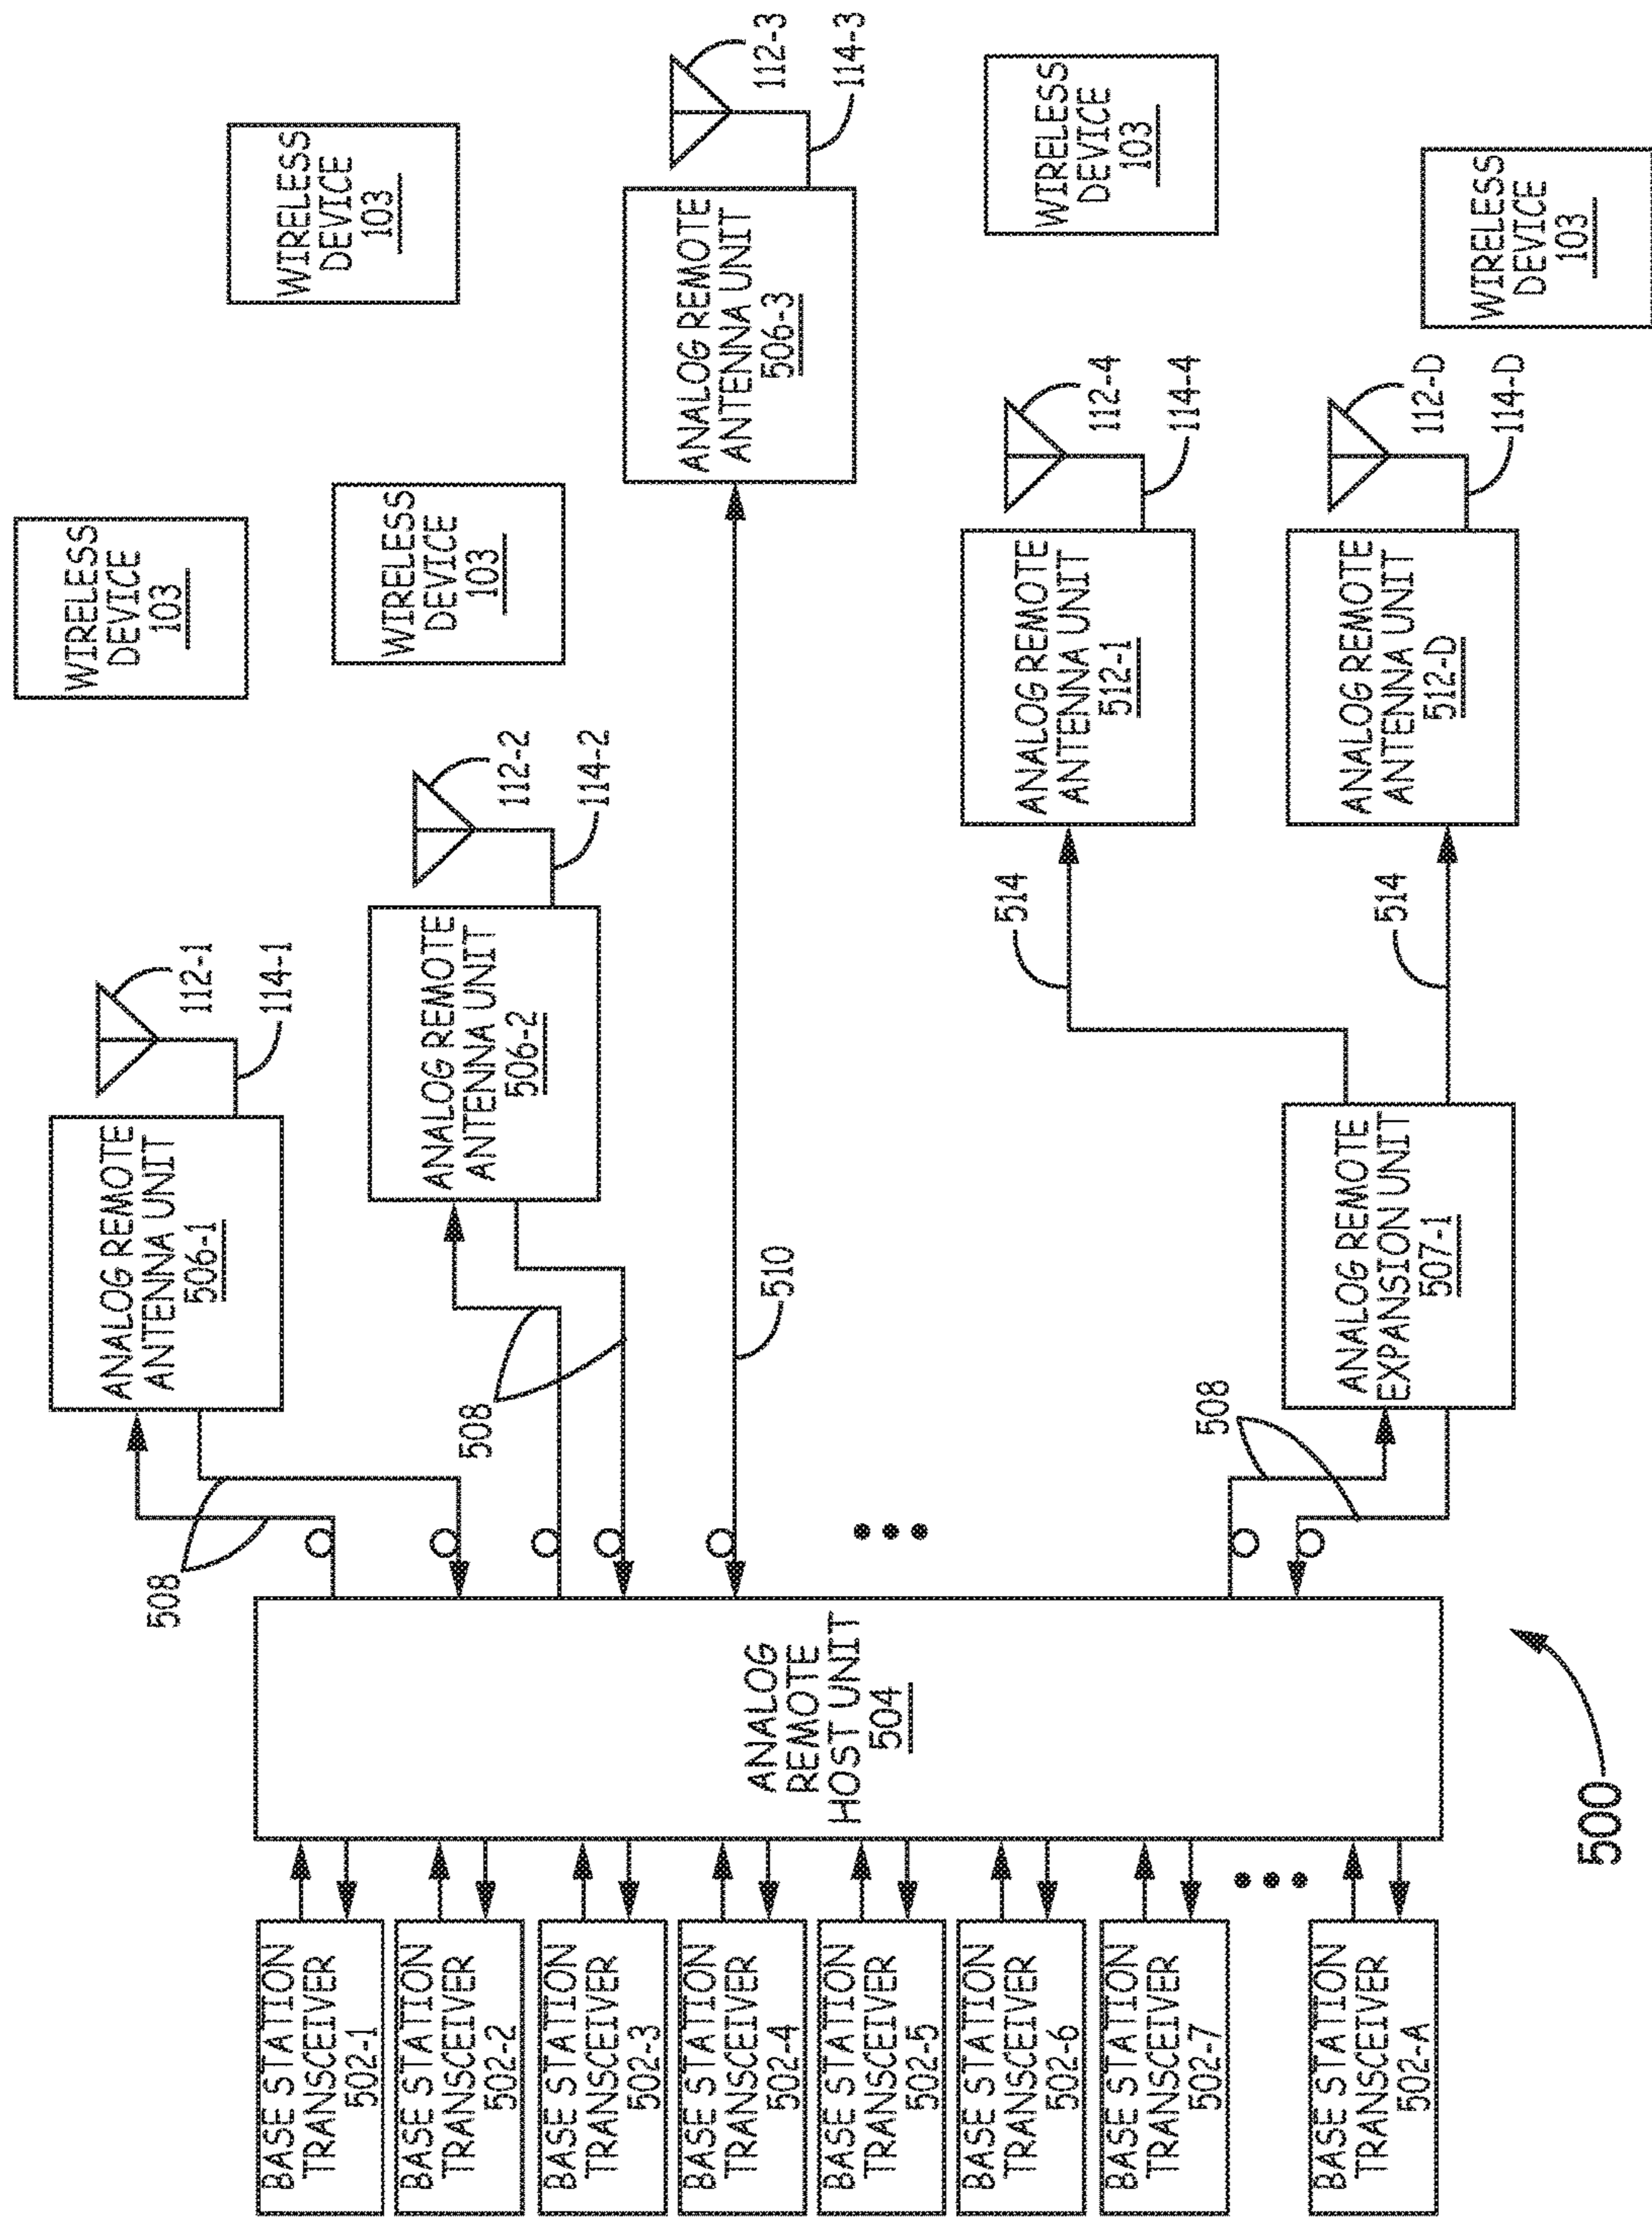 BASE STATION
TRANSCEIVER
502-1
BASE STATION
TRANSCEIVER
502-2
BASE STATION
TRANSCEIVER
502-3
BASE STATION
TRANSCEIVER
502-4
BASE STATION
TRANSCEIVER
502-5
BASE STATION
TRANSCEIVER
502-6
BASE STATION
TRANSCEIVER
502-7
BASE STATION
TRANSCEIVER
502-A
ANALOG
REMOTE
HOST UNIT
504
508
508
510
508
ANALOG REMOTE
ANTENNA UNIT
506-1
112-1
114-1
ANALOG REMOTE
ANTENNA UNIT
506-2
112-2
114-2
ANALOG REMOTE
ANTENNA UNIT
506-3
112-3
114-3
ANALOG REMOTE
EXPANSION UNIT
507-1
514
514
ANALOG REMOTE
ANTENNA UNIT
512-1
112-4
114-4
ANALOG REMOTE
ANTENNA UNIT
512-D
112-D
114-D
WIRELESS
DEVICE
103
WIRELESS
DEVICE
103
WIRELESS
DEVICE
103
WIRELESS
DEVICE
103
WIRELESS
DEVICE
103
500